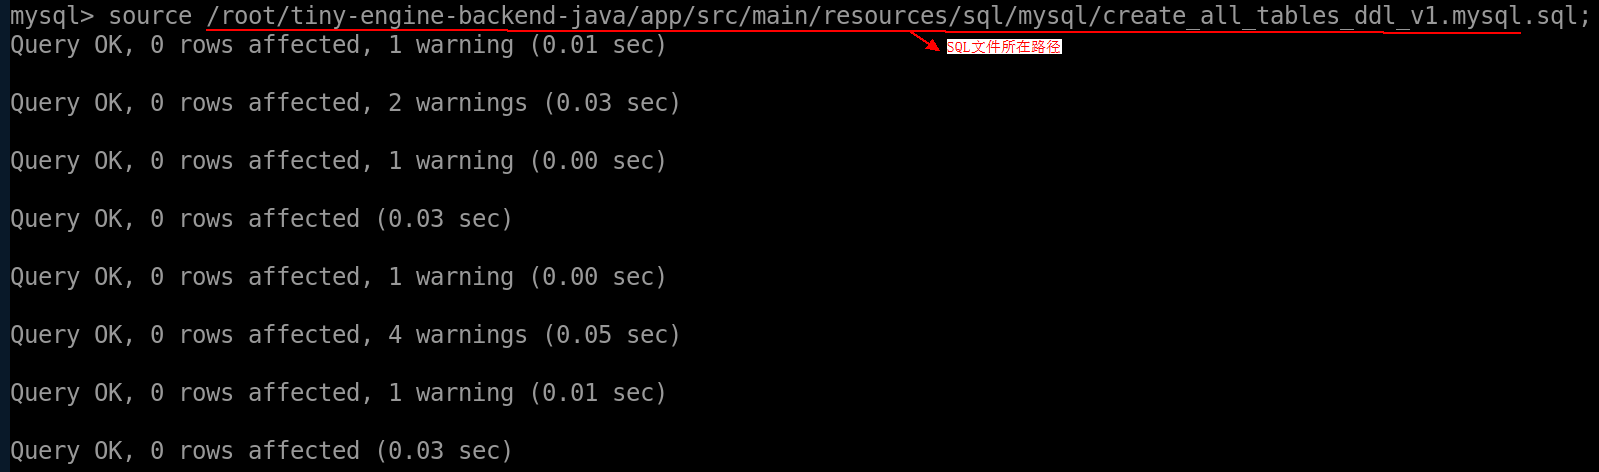 mysql> source /root/tiny-engine-backend-java/app/src/main/resources/sql/mysql/create_all_tables_ddl_v1.mysql.sql;
Query OK, 0 rows affected, 1 warning (0.01 sec)
SQL文件所在路径
Query OK, 0 rows affected, 2 warnings (0.03 sec)
Query OK, 0 rows affected, 1 warning (0.00 sec)
Query OK, 0 rows affected (0.03 sec)
Query OK, 0 rows affected, 1 warning (0.00 sec)
Query OK, 0 rows affected, 4 warnings (0.05 sec)
Query OK, 0 rows affected, 1 warning (0.01 sec)
Query OK, 0 rows affected (0.03 sec)